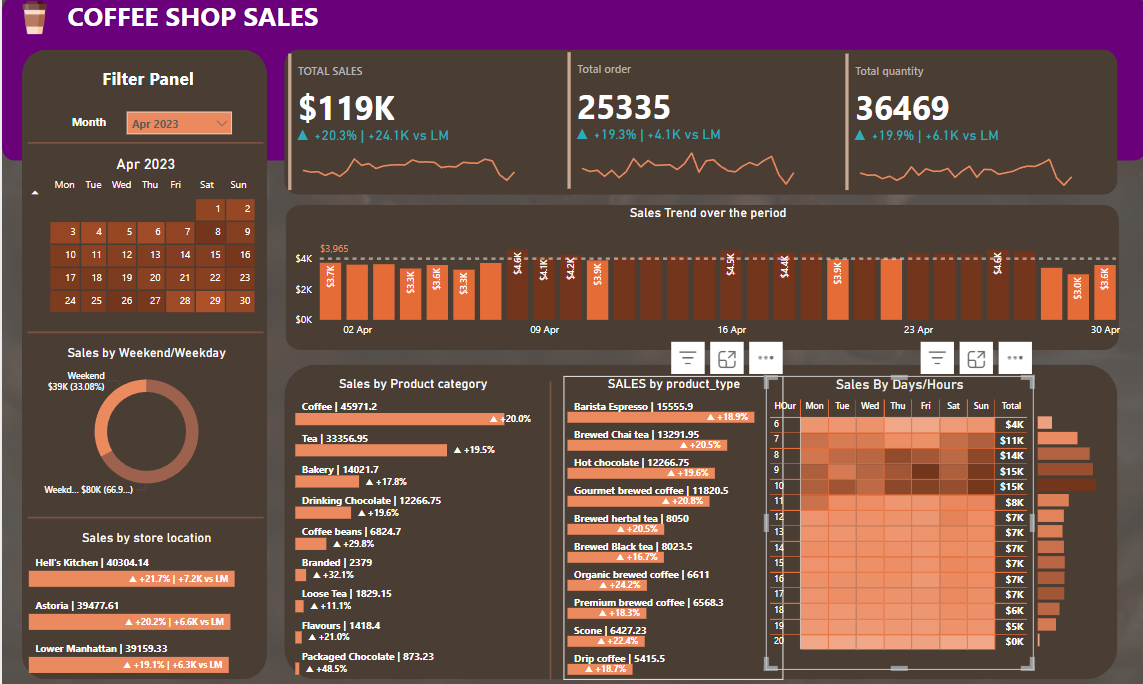 COFFEE SHOP SALES
Filter Panel
Month
Apr 2023
Apr 2023
Mon Tue Wed Thu Fri Sat Sun
1 2
3 4 5 6 7 8 9
10 11 12 13 14 15 16
17 18 19 20 21 22 23
24 25 26 27 28 29 30
Sales by Weekend/Weekday
Weekend
$39K (33.08%)
Weekd... $80K (66.9...)
Sales by store location
Hell's Kitchen | 40304.14
▲ +21.7% | +7.2K vs LM
Astoria | 39477.61
▲ +20.2% | +6.6K vs LM
Lower Manhattan | 39159.33
▲ +19.1% | +6.3K vs LM
TOTAL SALES
$119K
▲ +20.3% | +24.1K vs LM
Total order
25335
▲ +19.3% | +4.1K vs LM
Total quantity
36469
▲ +19.9% | +6.1K vs LM
Sales Trend over the period
$3,965
$4K
$2K
$0K
$3.7K
$3.3K
$3.6K
$3.3K
$4.6K
$4.1K
$4.2K
$3.9K
$4.5K
$4.4K
$3.9K
$4.6K
$3.0K
$3.6K
02 Apr
09 Apr
16 Apr
23 Apr
30 Apr
Sales by Product category
Coffee | 45971.2
▲ +20.0%
Tea | 33356.95
▲ +19.5%
Bakery | 14021.7
▲ +17.8%
Drinking Chocolate | 12266.75
▲ +19.6%
Coffee beans | 6824.7
▲ +29.8%
Branded | 2379
▲ +32.1%
Loose Tea | 1829.15
▲ +11.1%
Flavours | 1418.4
▲ +21.0%
Packaged Chocolate | 873.23
▲ +48.5%
SALES by product_type
Barista Espresso | 15555.9
▲ +18.9%
Brewed Chai tea | 13291.95
▲ +20.5%
Hot chocolate | 12266.75
▲ +19.6%
Gourmet brewed coffee | 11820.5
▲ +20.8%
Brewed herbal tea | 8050
▲ +20.5%
Brewed Black tea | 8023.5
▲ +16.7%
Organic brewed coffee | 6611
▲ +24.2%
Premium brewed coffee | 6568.3
▲ +18.3%
Scone | 6427.23
▲ +22.4%
Drip coffee | 5415.5
▲ +18.7%
Sales By Days/Hours
HOur Mon Tue Wed Thu Fri Sat Sun Total
6 $4K
7 $11K
8 $14K
9 $15K
10 $15K
11 $8K
12 $7K
13 $7K
14 $7K
15 $7K
16 $7K
17 $7K
18 $6K
19 $5K
20 $0K